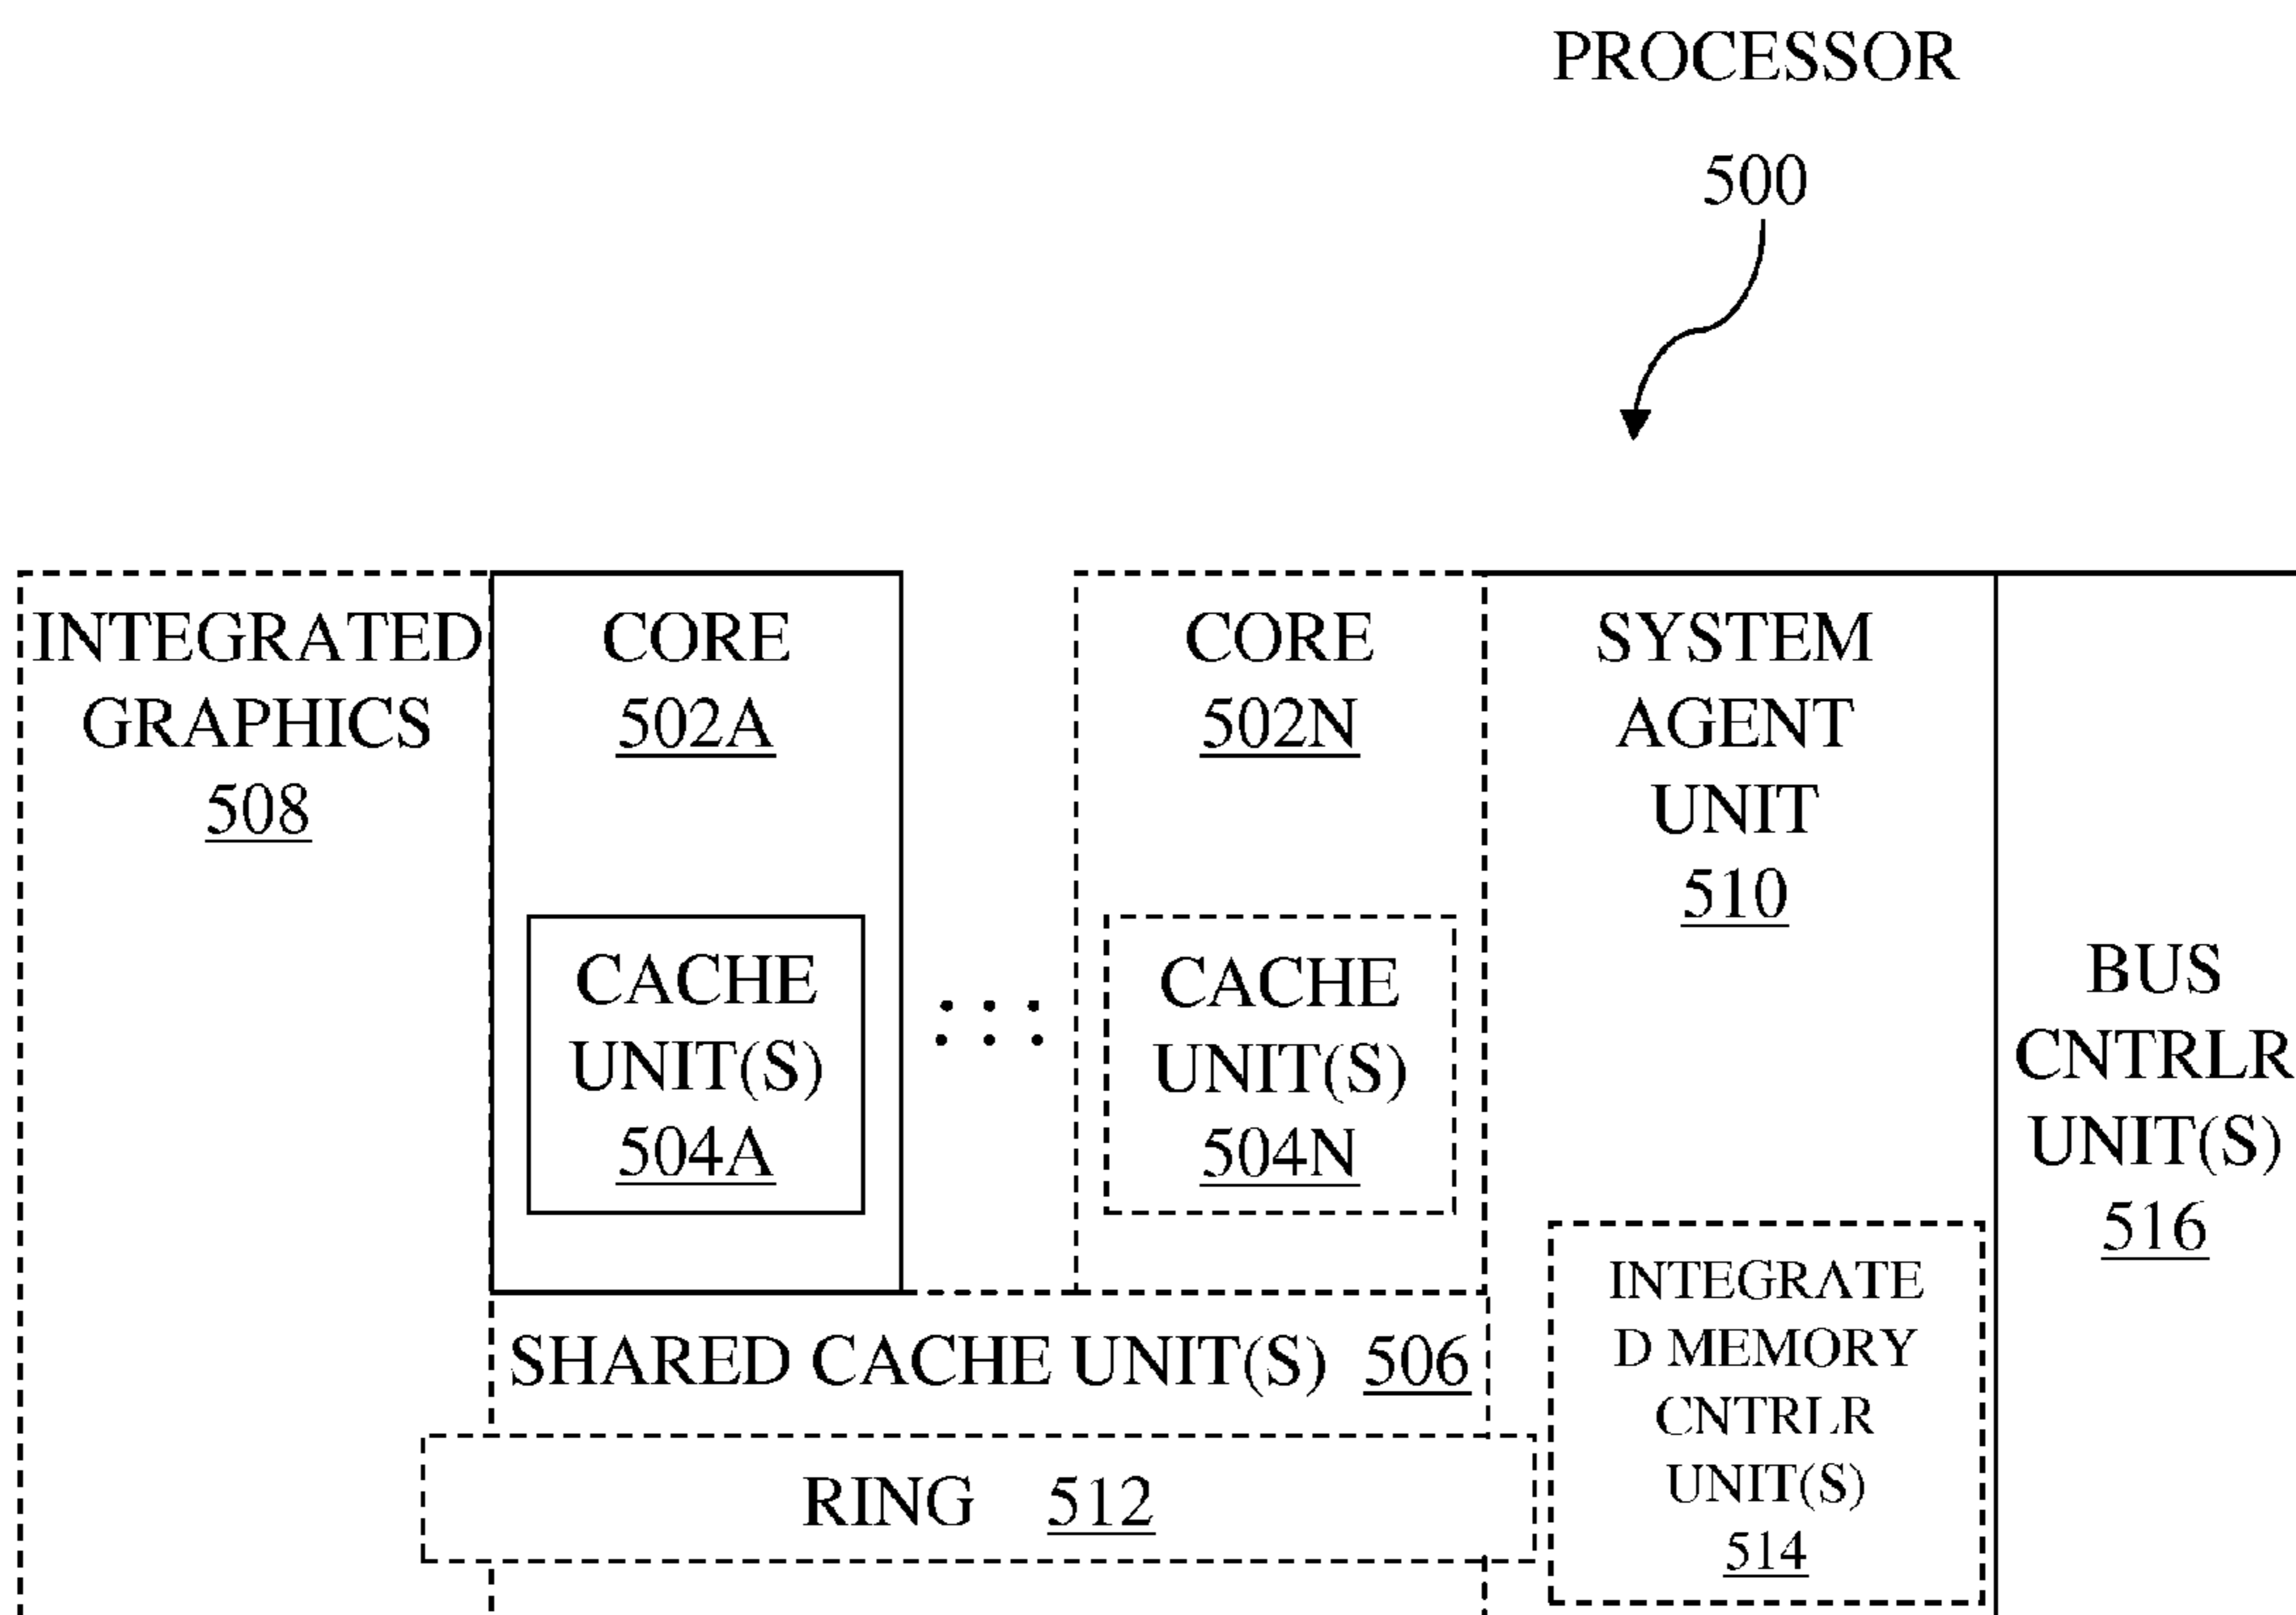 PROCESSOR
500
INTEGRATED
GRAPHICS
508
CORE
502A
CACHE
UNIT(S)
504A
CORE
502N
CACHE
UNIT(S)
504N
SYSTEM
AGENT
UNIT
510
BUS
CNTRLR
UNIT(S)
516
INTEGRATE
D MEMORY
CNTRLR
UNIT(S)
514
SHARED CACHE UNIT(S) 506
RING 512